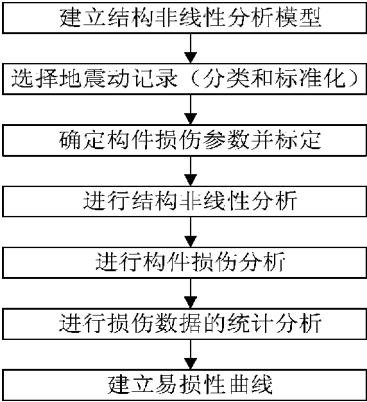 建立结构非线性分析模型
选择地震动记录（分类和标准化）
确定构件损伤参数并标定
进行结构非线性分析
进行构件损伤分析
进行损伤数据的统计分析
建立易损性曲线